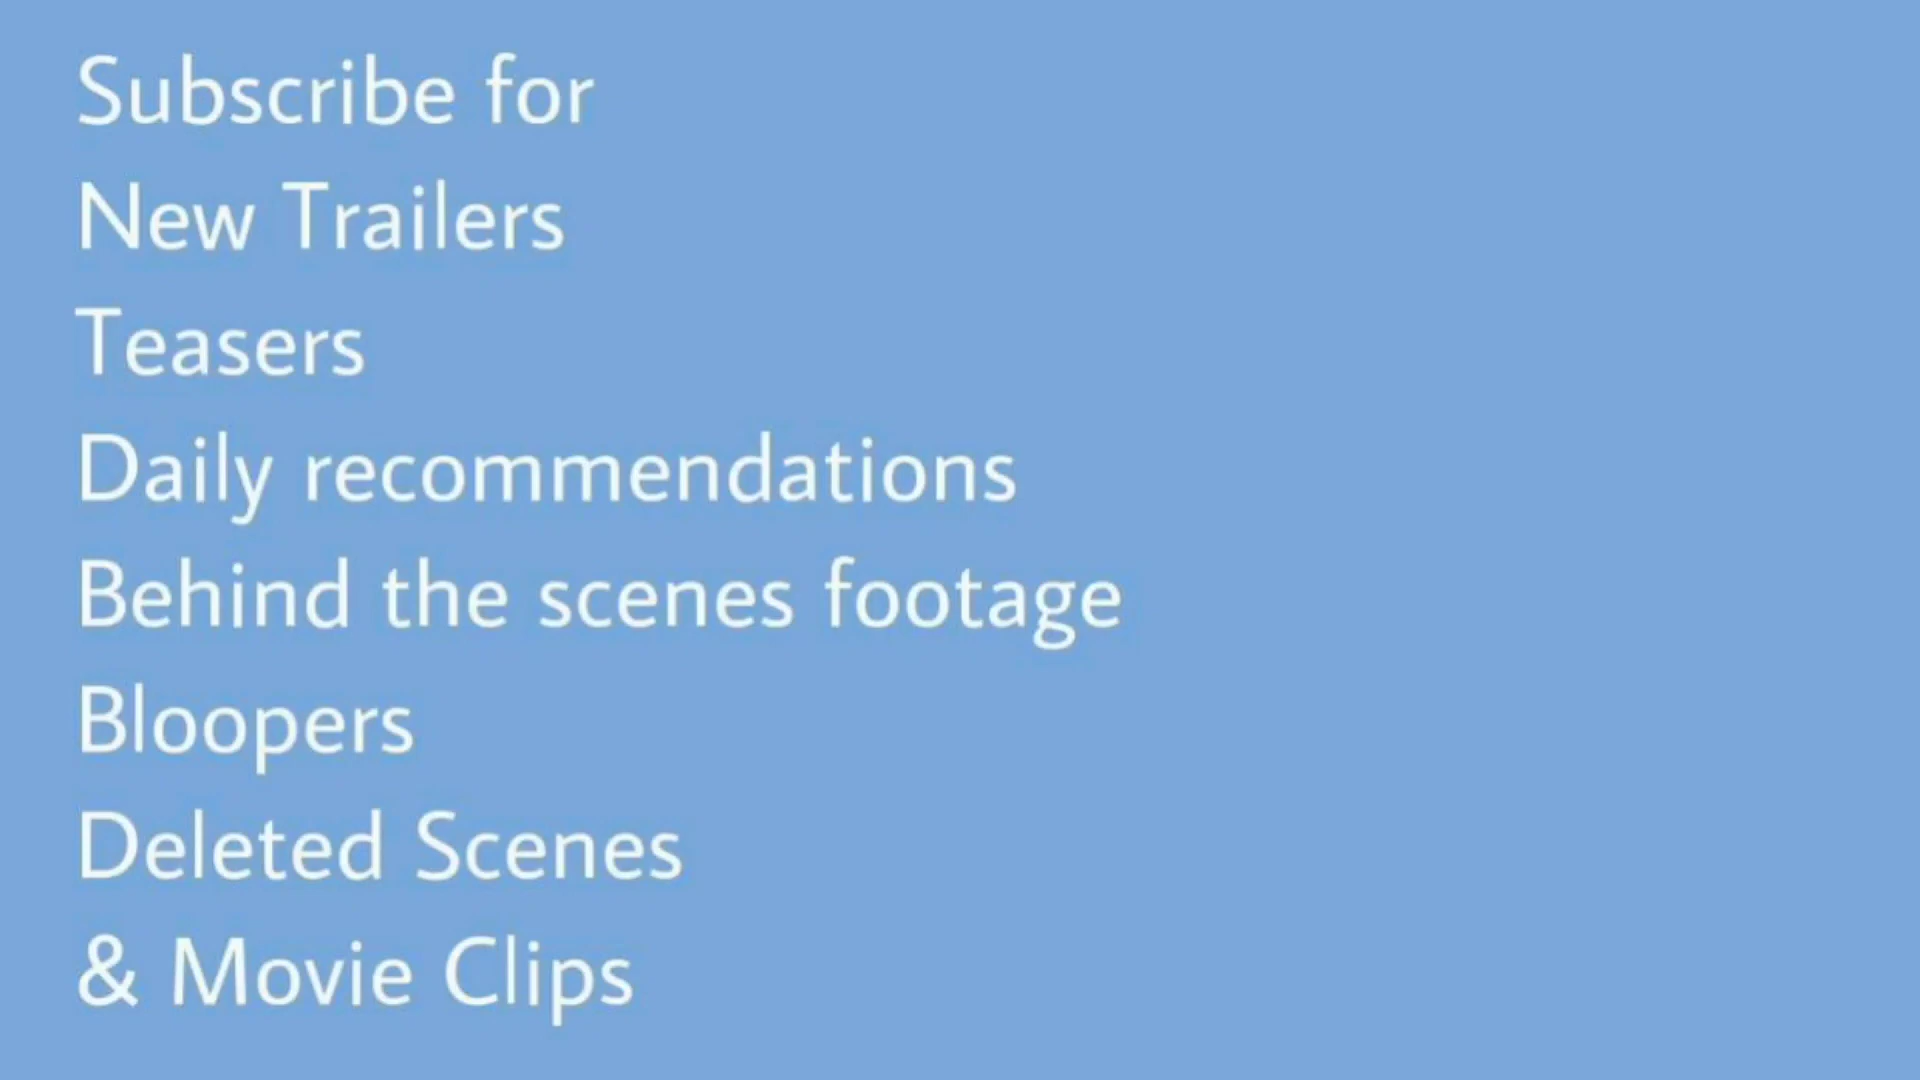 Subscribe for
New Trailers
Teasers
Daily recommendations
Behind the scenes footage
Bloopers
Deleted Scenes
& Movie Clips